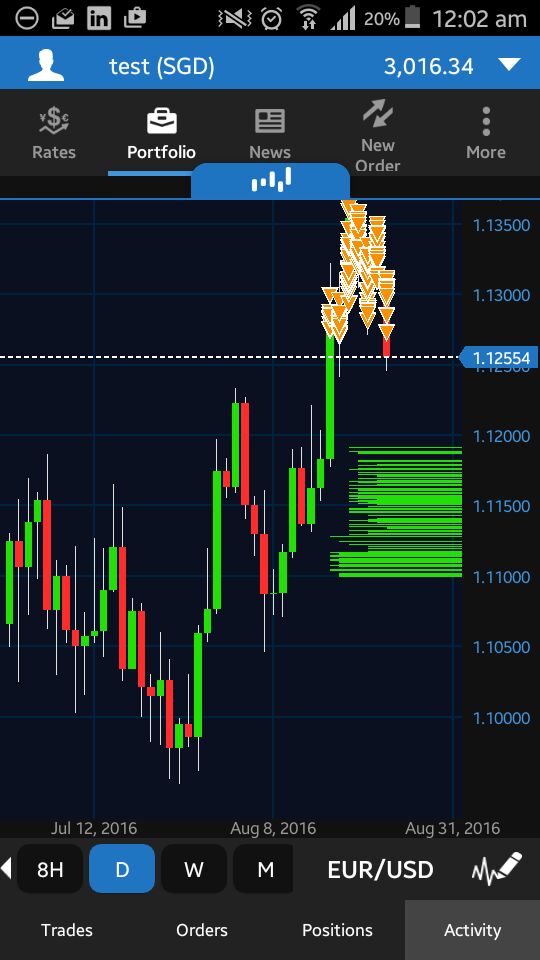 20% 12:02 am
test (SGD) 3,016.34
Rates
Portfolio
News
New
Order
More
1.13500
1.13000
1.12554
1.12500
1.12000
1.11500
1.11000
1.10500
1.10000
Jul 12, 2016 Aug 8, 2016 Aug 31, 2016
8H D W M EUR/USD
Trades Orders Positions Activity